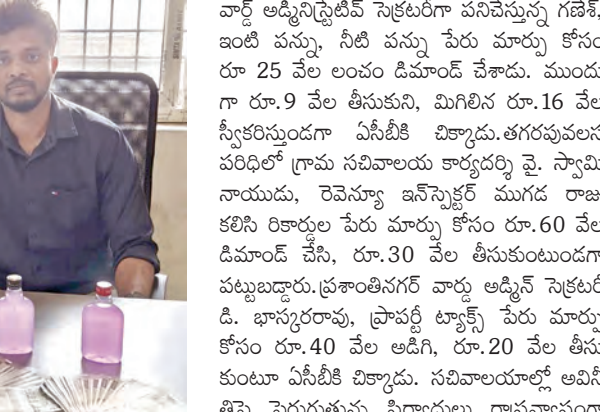 వార్డ్ అడ్మినిస్ట్రేటివ్ సెక్రటరీగా పనిచేస్తున్న గణేశ్,
ఇంటి పన్ను, నీటి పన్ను పేరు మార్పు కోసం
రూ 25 వేల లంచం డిమాండ్ చేశాడు. ముందు
గా రూ.9 వేల తీసుకుని, మిగిలిన రూ.16 వేల
స్వీకరిస్తుండగా ఏసీబీకి చిక్కాడు.తగరపువలస
పరిధిలో గ్రామ సచివాలయ కార్యదర్శి వై. స్వామి
నాయుడు, రెవెన్యూ ఇన్‌స్పెక్టర్ ముగడ రాజు
కలిసి రికార్డుల పేరు మార్పు కోసం రూ.60 వేల
డిమాండ్ చేసి, రూ.30 వేల తీసుకుంటుండగా
పట్టుబడ్డారు.ప్రశాంతినగర్ వార్డు అడ్మిన్ సెక్రటరీ
డి. భాస్కరరావు, ప్రాపర్టీ ట్యాక్స్ పేరు మార్పు
కోసం రూ.40 వేల అడిగి, రూ.20 వేల తీసు
కుంటూ ఏసీబీకి చిక్కాడు. సచివాలయాల్లో అవినీ